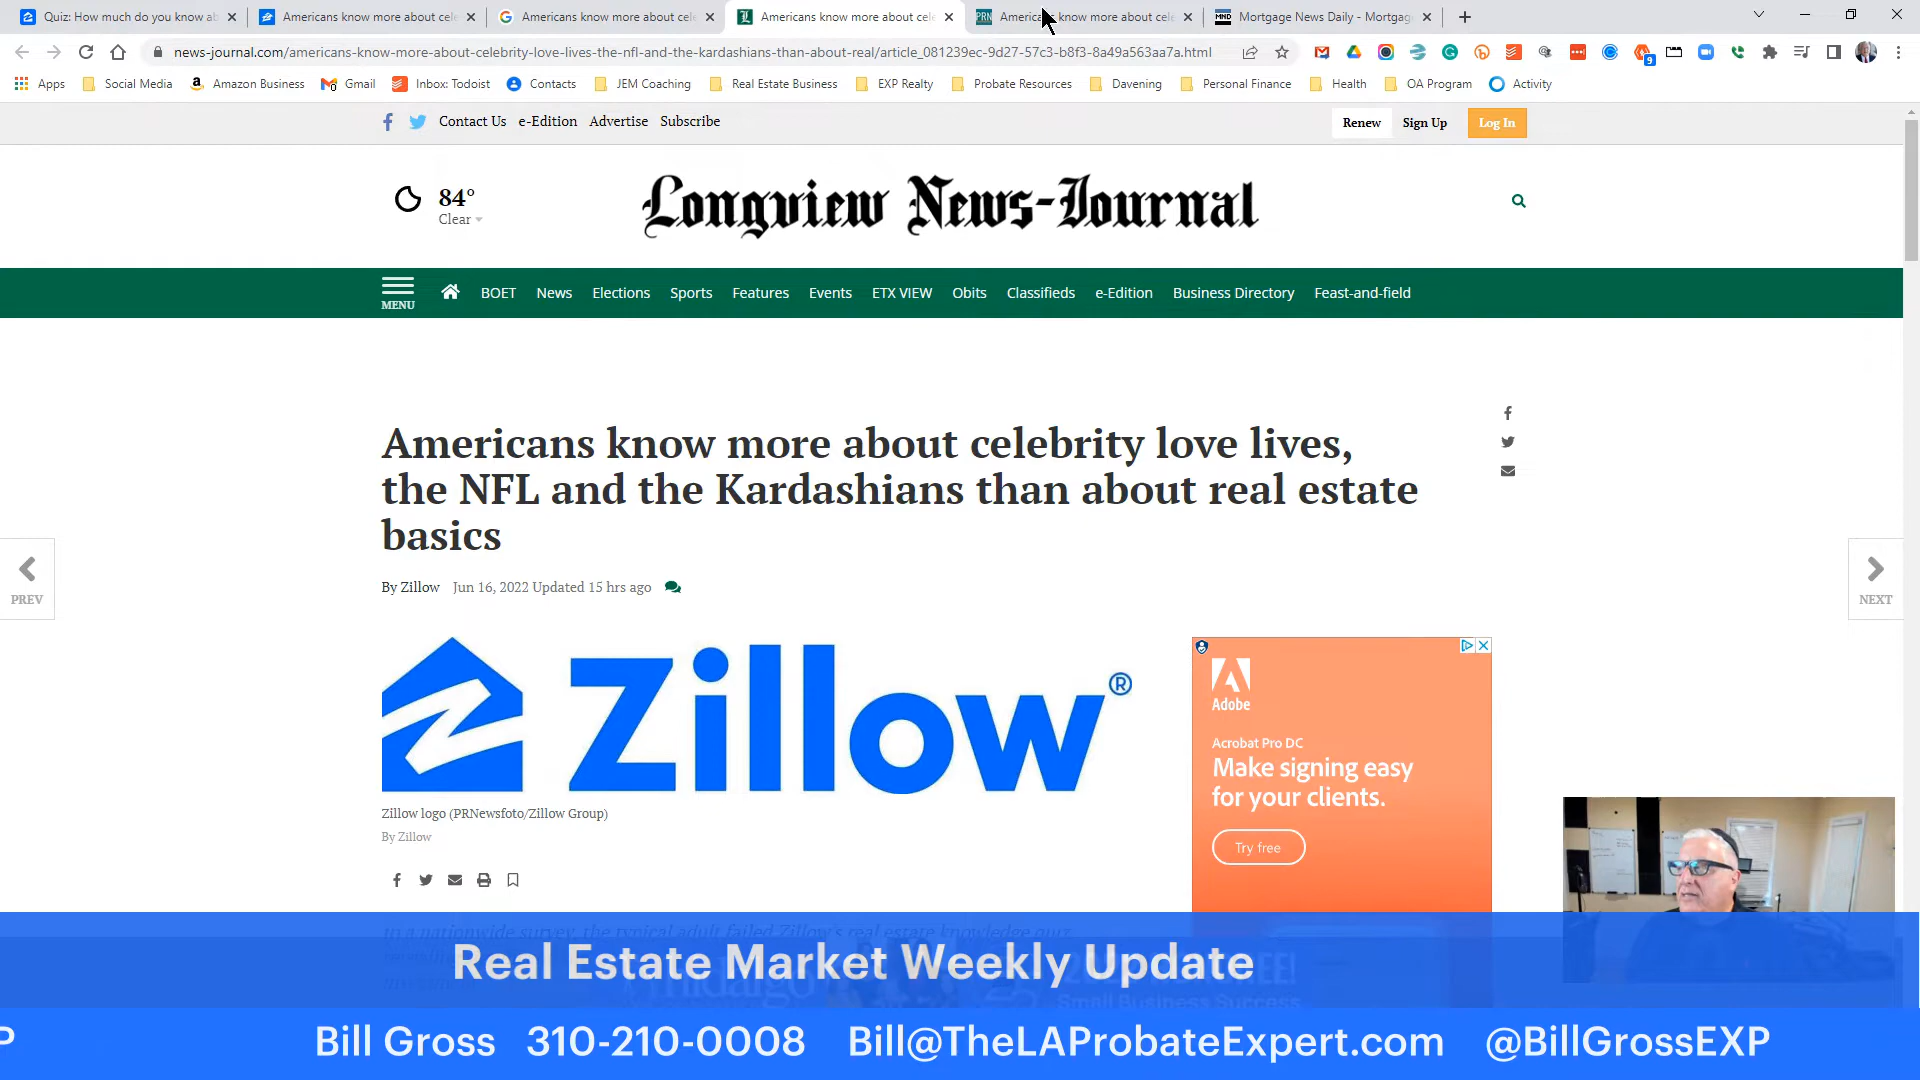 Quiz: How much do you know ab
Americans know more about cele
Americans know more about cele
Americans know more about cele
PRN
Americans know more about cele
MND
Mortgage News Daily - Mortgag
news-journal.com/americans-know-more-about-celebrity-love-lives-the-nfl-and-the-kardashians-than-about-real/article_081239ec-9d27-57c3-b8f3-8a49a563aa7a.html
9
Apps Social Media Amazon Business Gmail Inbox: Todoist Contacts JEM Coaching Real Estate Business EXP Realty Probate Resources Davening Personal Finance Health OA Program Activity
Contact Us e-Edition Advertise Subscribe
Renew Sign Up Log In
84°
Clear
Longview News-Journal
MENU
BOET News Elections Sports Features Events ETX VIEW Obits Classifieds e-Edition Business Directory Feast-and-field
Americans know more about celebrity love lives,
the NFL and the Kardashians than about real estate
basics
By Zillow Jun 16, 2022 Updated 15 hrs ago
PREV
NEXT
Zillow®
Zillow logo (PRNewsfoto/Zillow Group)
By Zillow
Adobe
Acrobat Pro DC
Make signing easy
for your clients.
Try free
In a nationwide survey, the typical adult failed Zillow's real estate knowledge quiz
Real Estate Market Weekly Update
Small Business Success
P
Bill Gross 310-210-0008 Bill@TheLAProbateExpert.com @BillGrossEXP